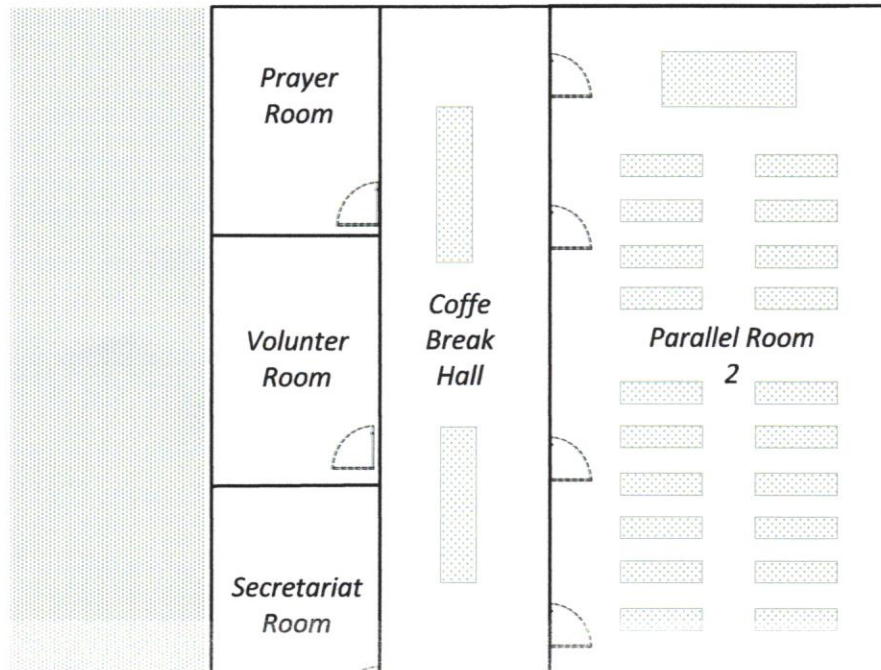 Prayer
Room
Volunter
Room
Secretariat
Room
Coffe
Break
Hall
Parallel Room
2